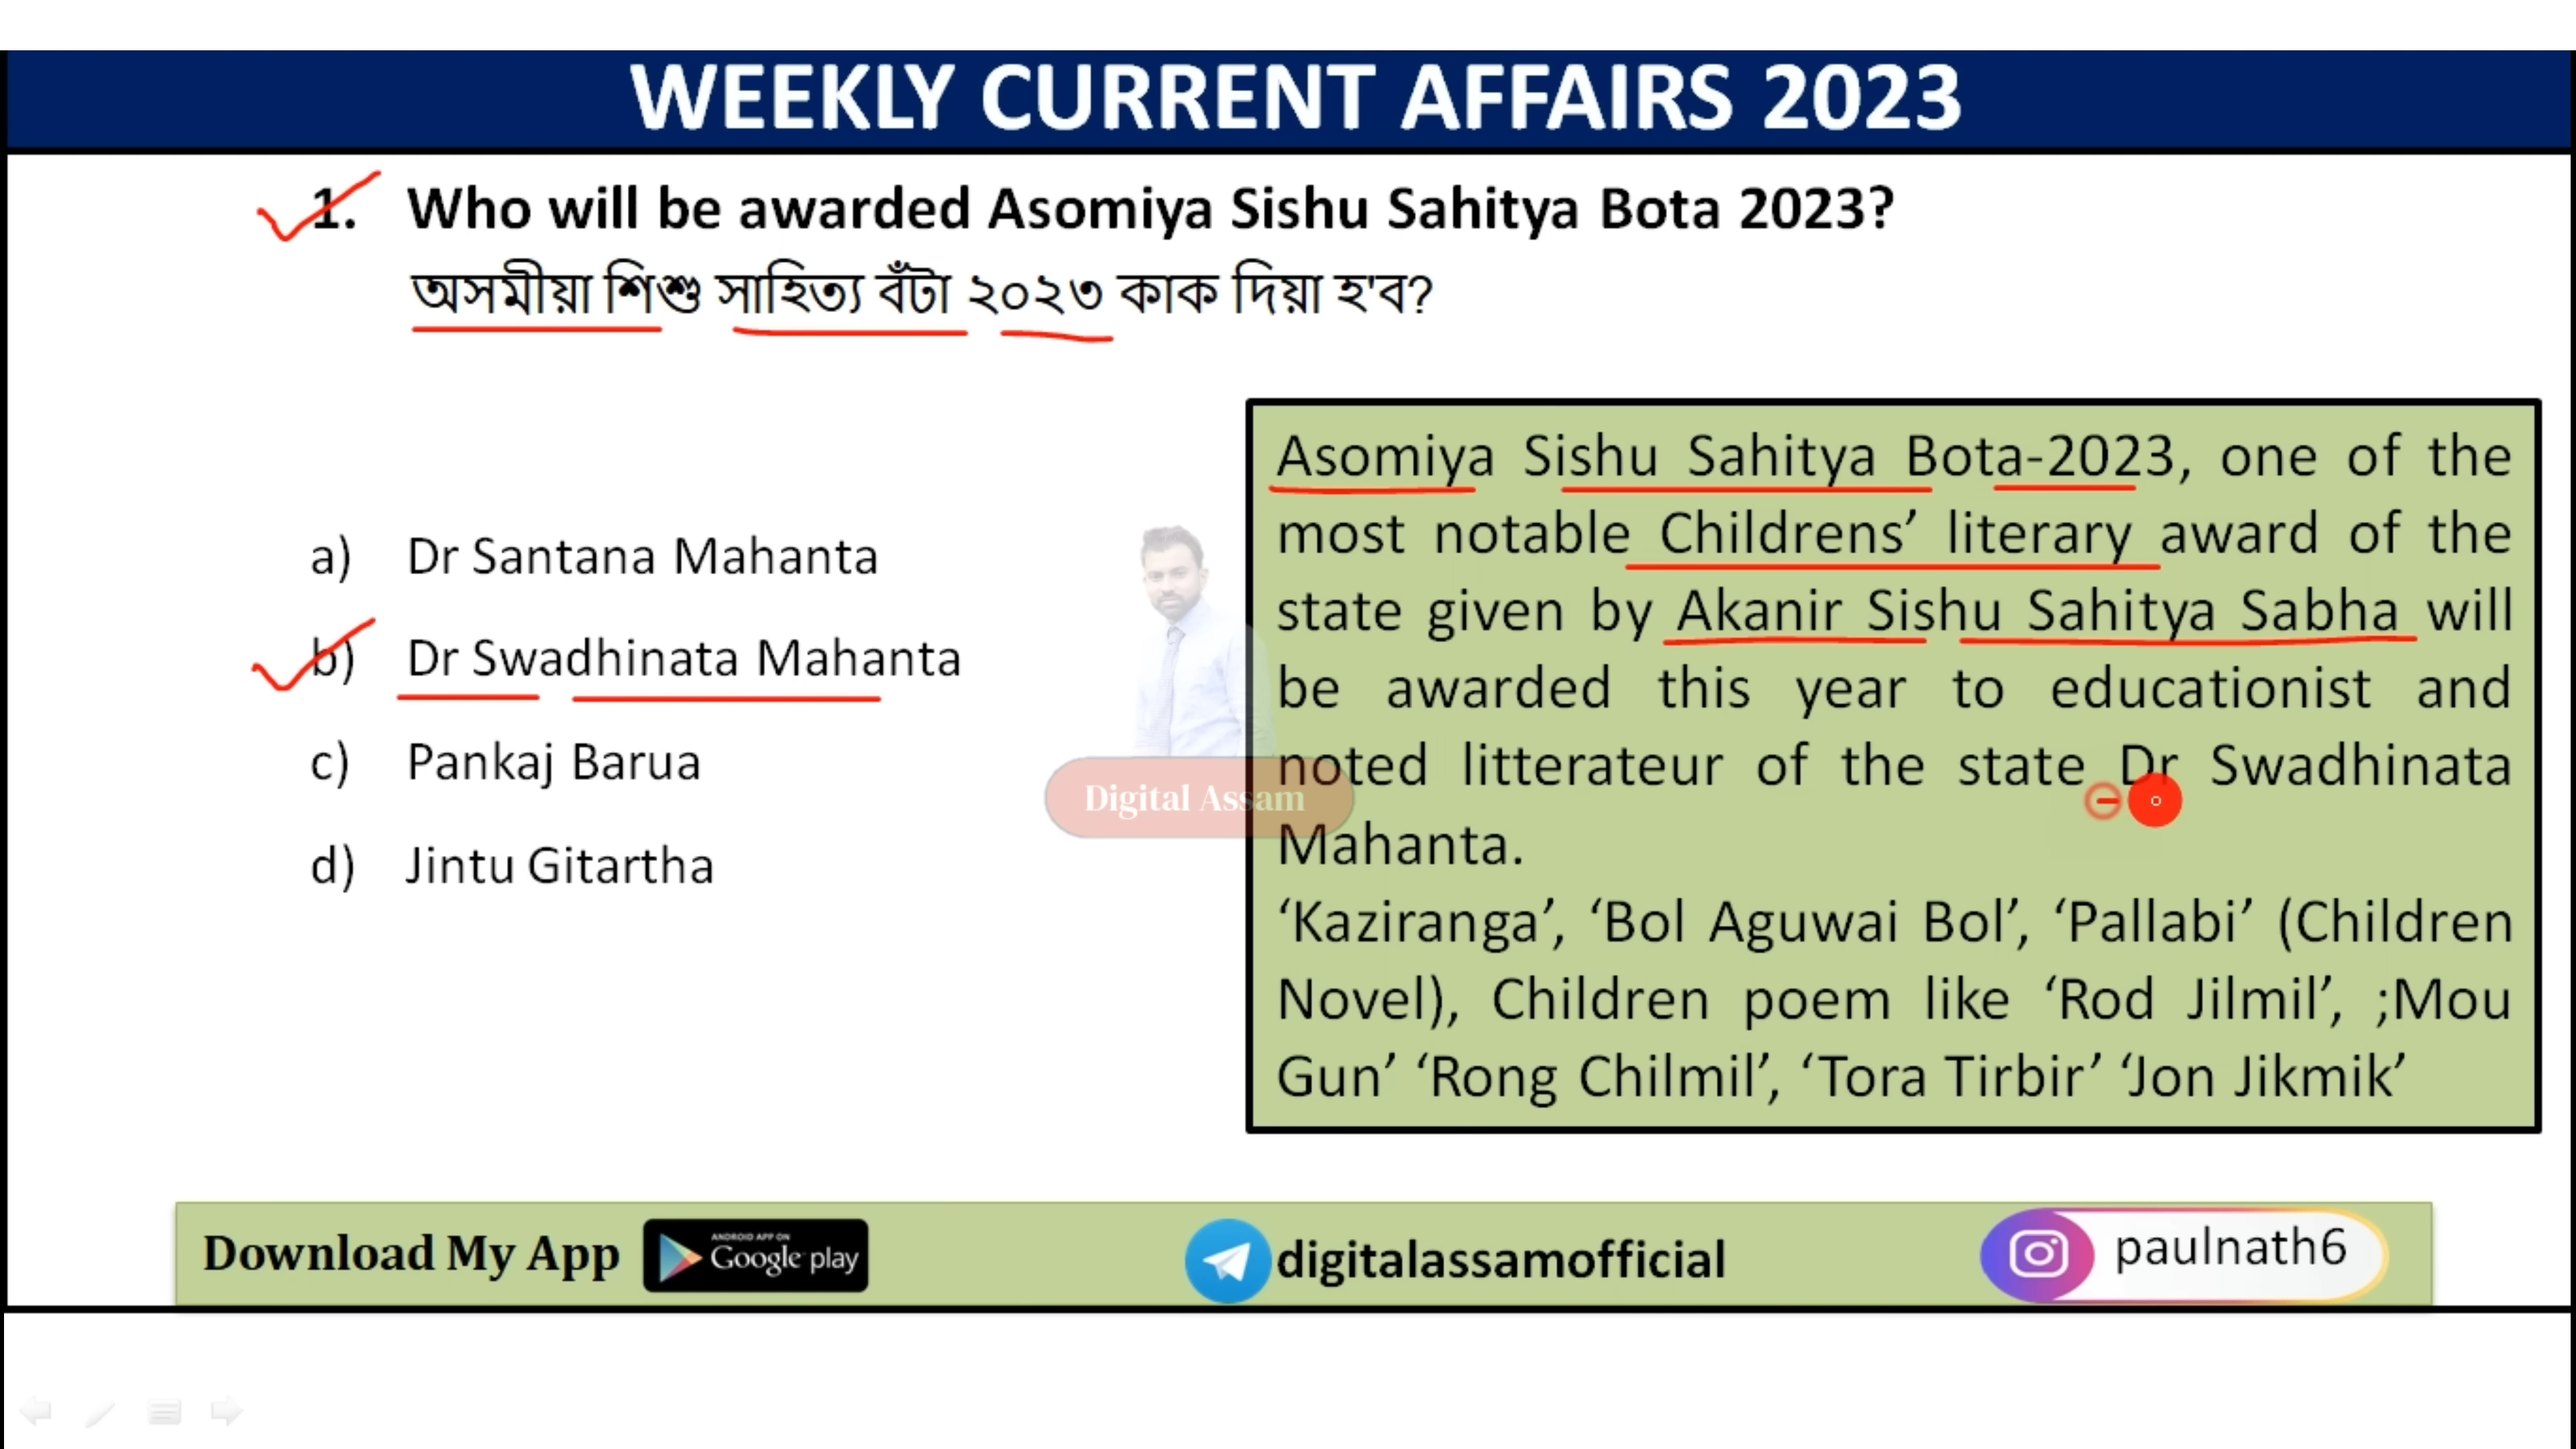 WEEKLY CURRENT AFFAIRS 2023
1. Who will be awarded Asomiya Sishu Sahitya Bota 2023?
অসমীয়া শিশু সাহিত্য বঁটা ২০২৩ কাক দিয়া হ'ব?
a) Dr Santana Mahanta
b) Dr Swadhinata Mahanta
c) Pankaj Barua
d) Jintu Gitartha
Asomiya Sishu Sahitya Bota-2023, one of the
most notable Childrens’ literary award of the
state given by Akanir Sishu Sahitya Sabha will
be awarded this year to educationist and
noted litterateur of the state Dr Swadhinata
Mahanta.
‘Kaziranga’, ‘Bol Aguwai Bol’, ‘Pallabi’ (Children
Novel), Children poem like ‘Rod Jilmil’, ;Mou
Gun’ ‘Rong Chilmil’, ‘Tora Tirbir’ ‘Jon Jikmik’
Digital Assam
Download My App
ANDROID APP ON
Google play
digitalassamofficial
paulnath6